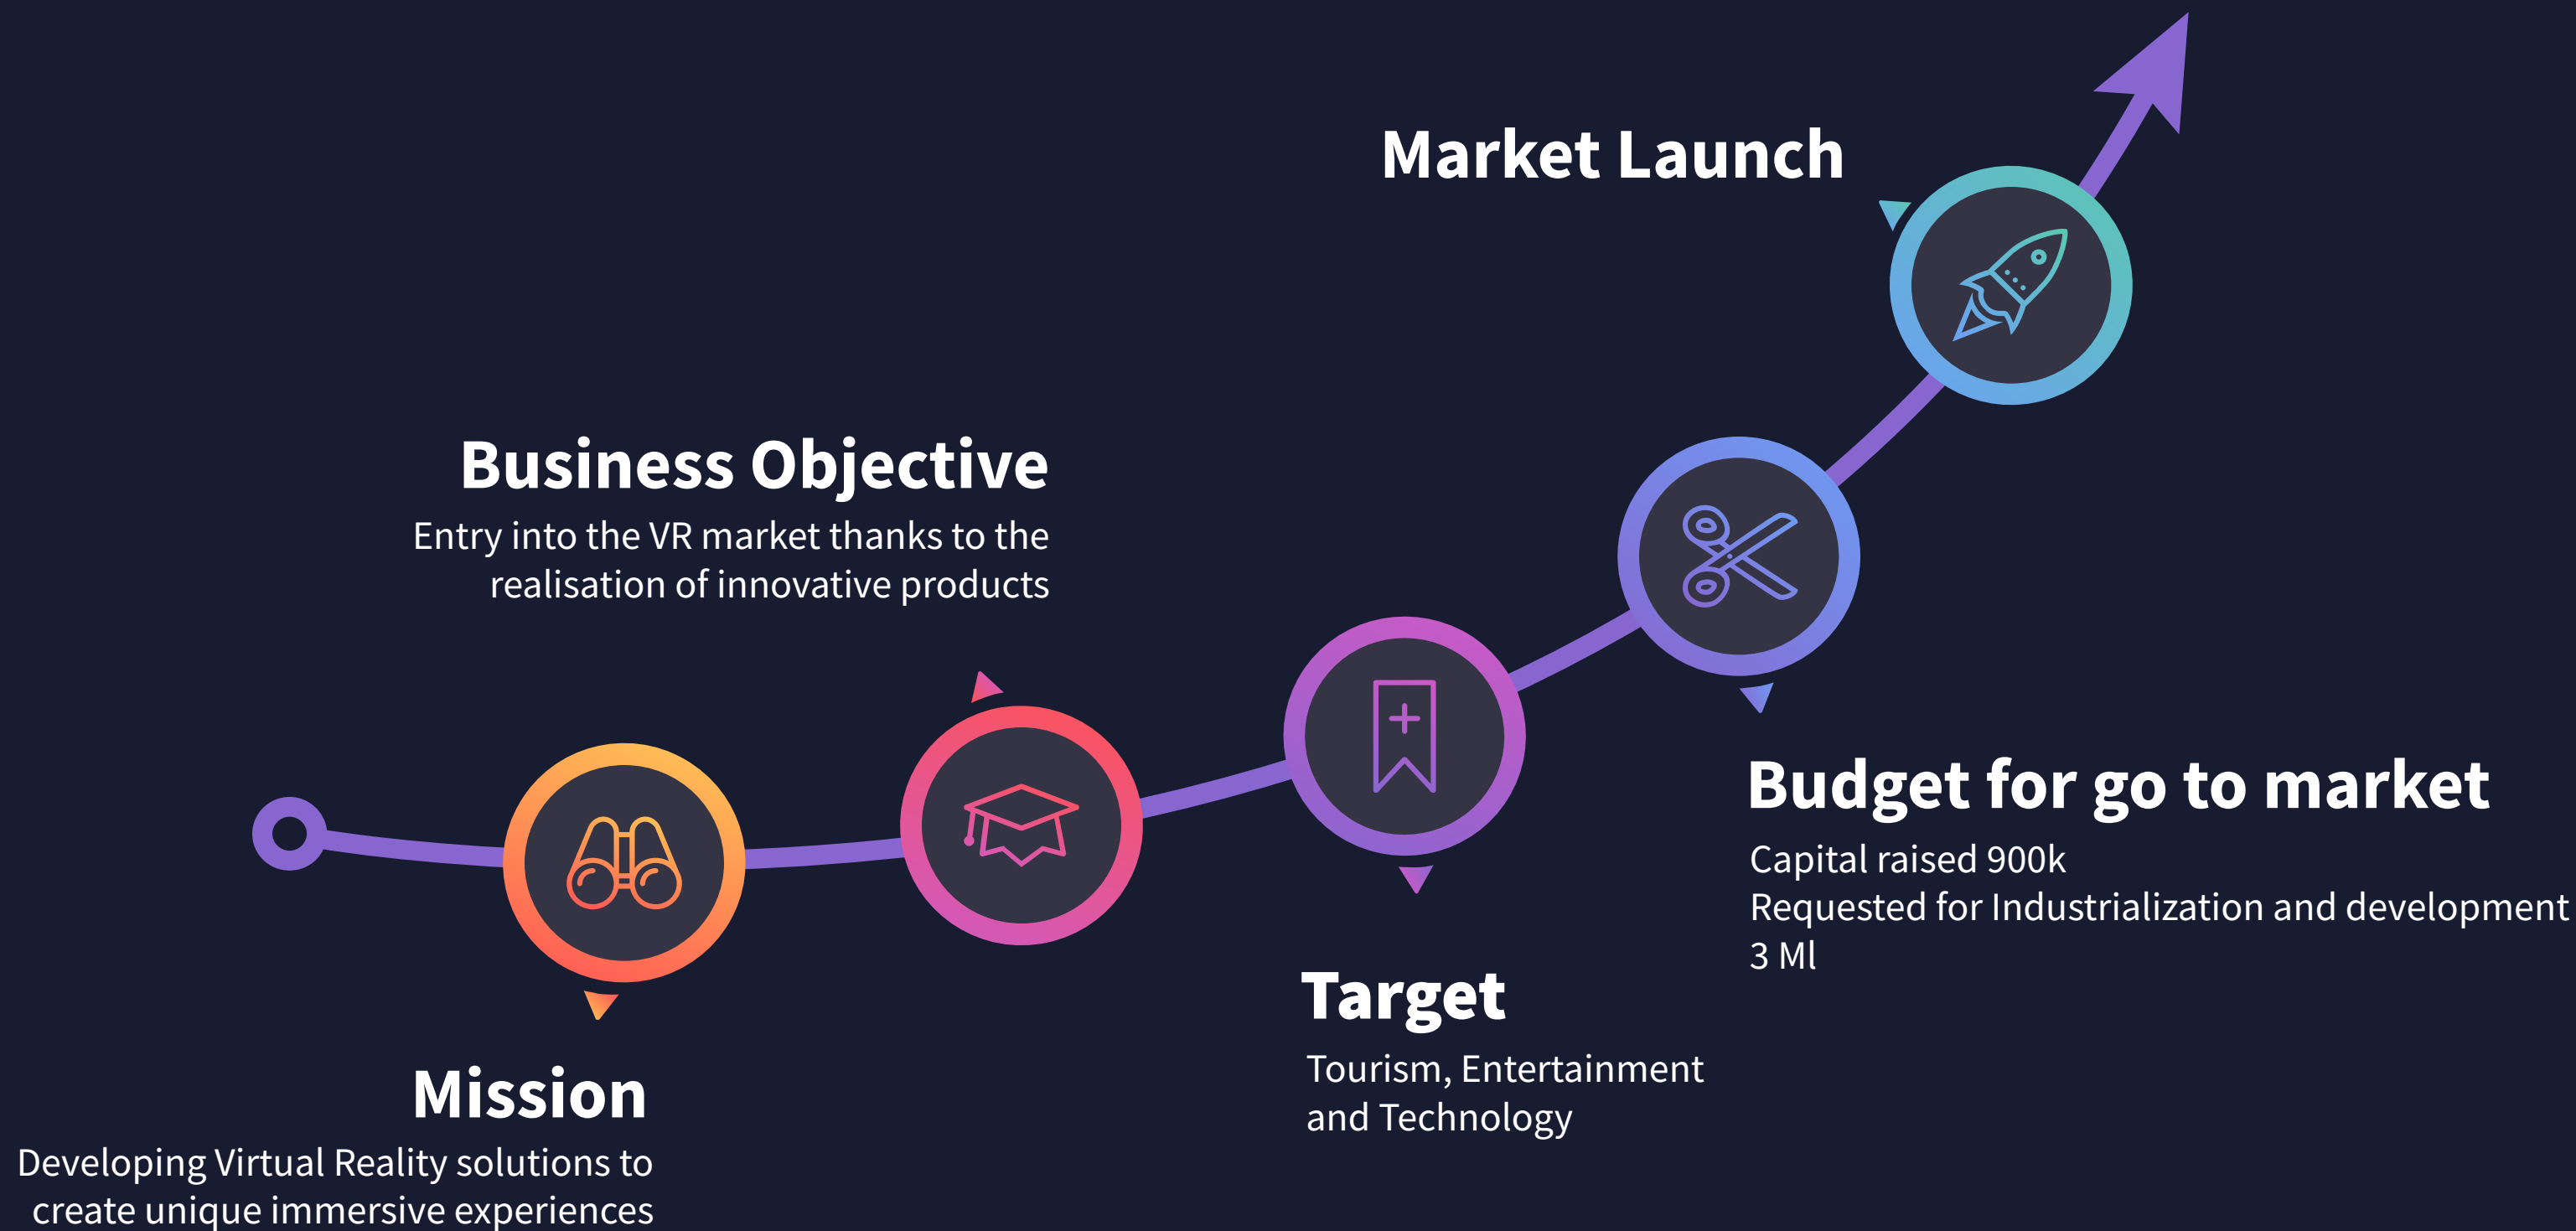 Market Launch
Business Objective
Entry into the VR market thanks to the
realisation of innovative products
Budget for go to market
Capital raised 900k
Requested for Industrialization and development
3 Ml
Target
Tourism, Entertainment
and Technology
Mission
Developing Virtual Reality solutions to
create unique immersive experiences